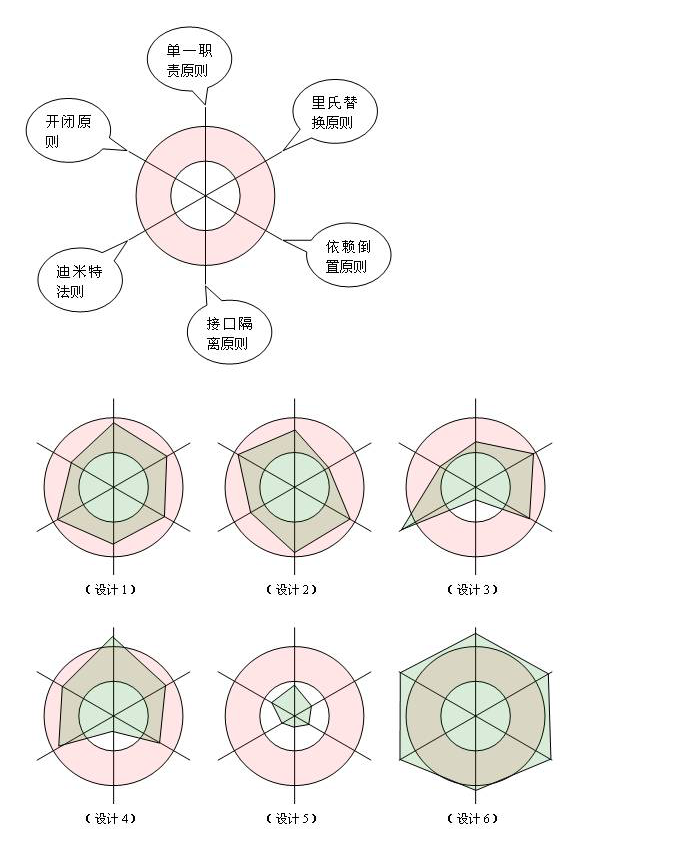 单一职
责原则
里氏替
换原则
开闭原
则
依赖倒
置原则
迪米特
法则
接口隔
离原则
（设计1）
（设计2）
（设计3）
（设计4）
（设计5）
（设计6）